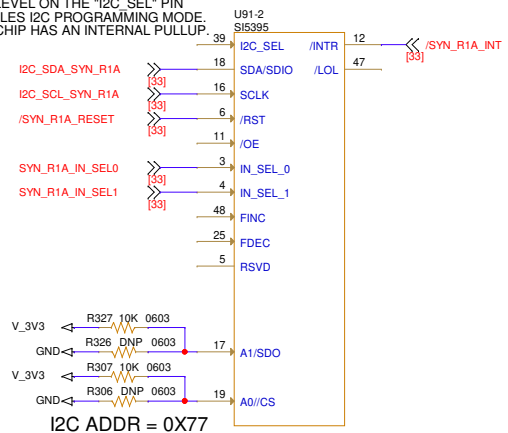 LEVEL ON THE "I2C_SEL" PIN
LES I2C PROGRAMMING MODE.
CHIP HAS AN INTERNAL PULLUP.
U91-2
SI5395
39 I2C_SEL /INTR 12 /SYN_R1A_INT
[33]
I2C_SDA_SYN_R1A 18 SDA/SDIO /LOL 47
[33]
I2C_SCL_SYN_R1A 16 SCLK
[33]
/SYN_R1A_RESET 6 /RST
[33]
11 /OE
SYN_R1A_IN_SEL0 3 IN_SEL_0
[33]
SYN_R1A_IN_SEL1 4 IN_SEL_1
[33]
48 FINC
25 FDEC
5 RSVD
V_3V3 R327 10K 0603
GND R326 DNP 0603 17 A1/SDO
V_3V3 R307 10K 0603
GND R306 DNP 0603 19 A0//CS
I2C ADDR = 0X77